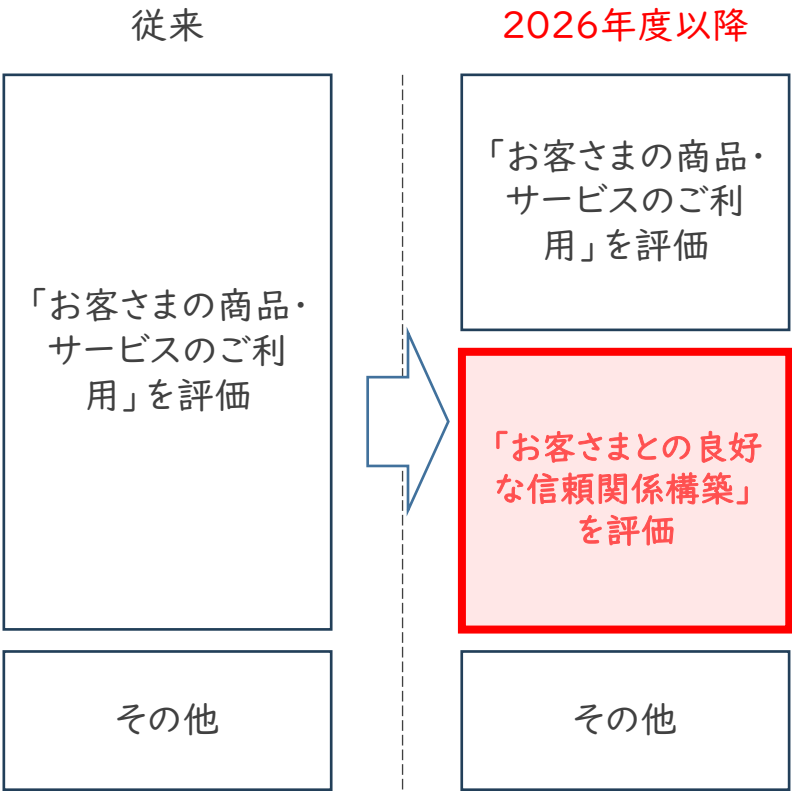 従来
2026年度以降
「お客さまの商品・
サービスのご利
用」を評価
「お客さまの商品・
サービスのご利
用」を評価
「お客さまとの良好
な信頼関係構築」
を評価
その他
その他